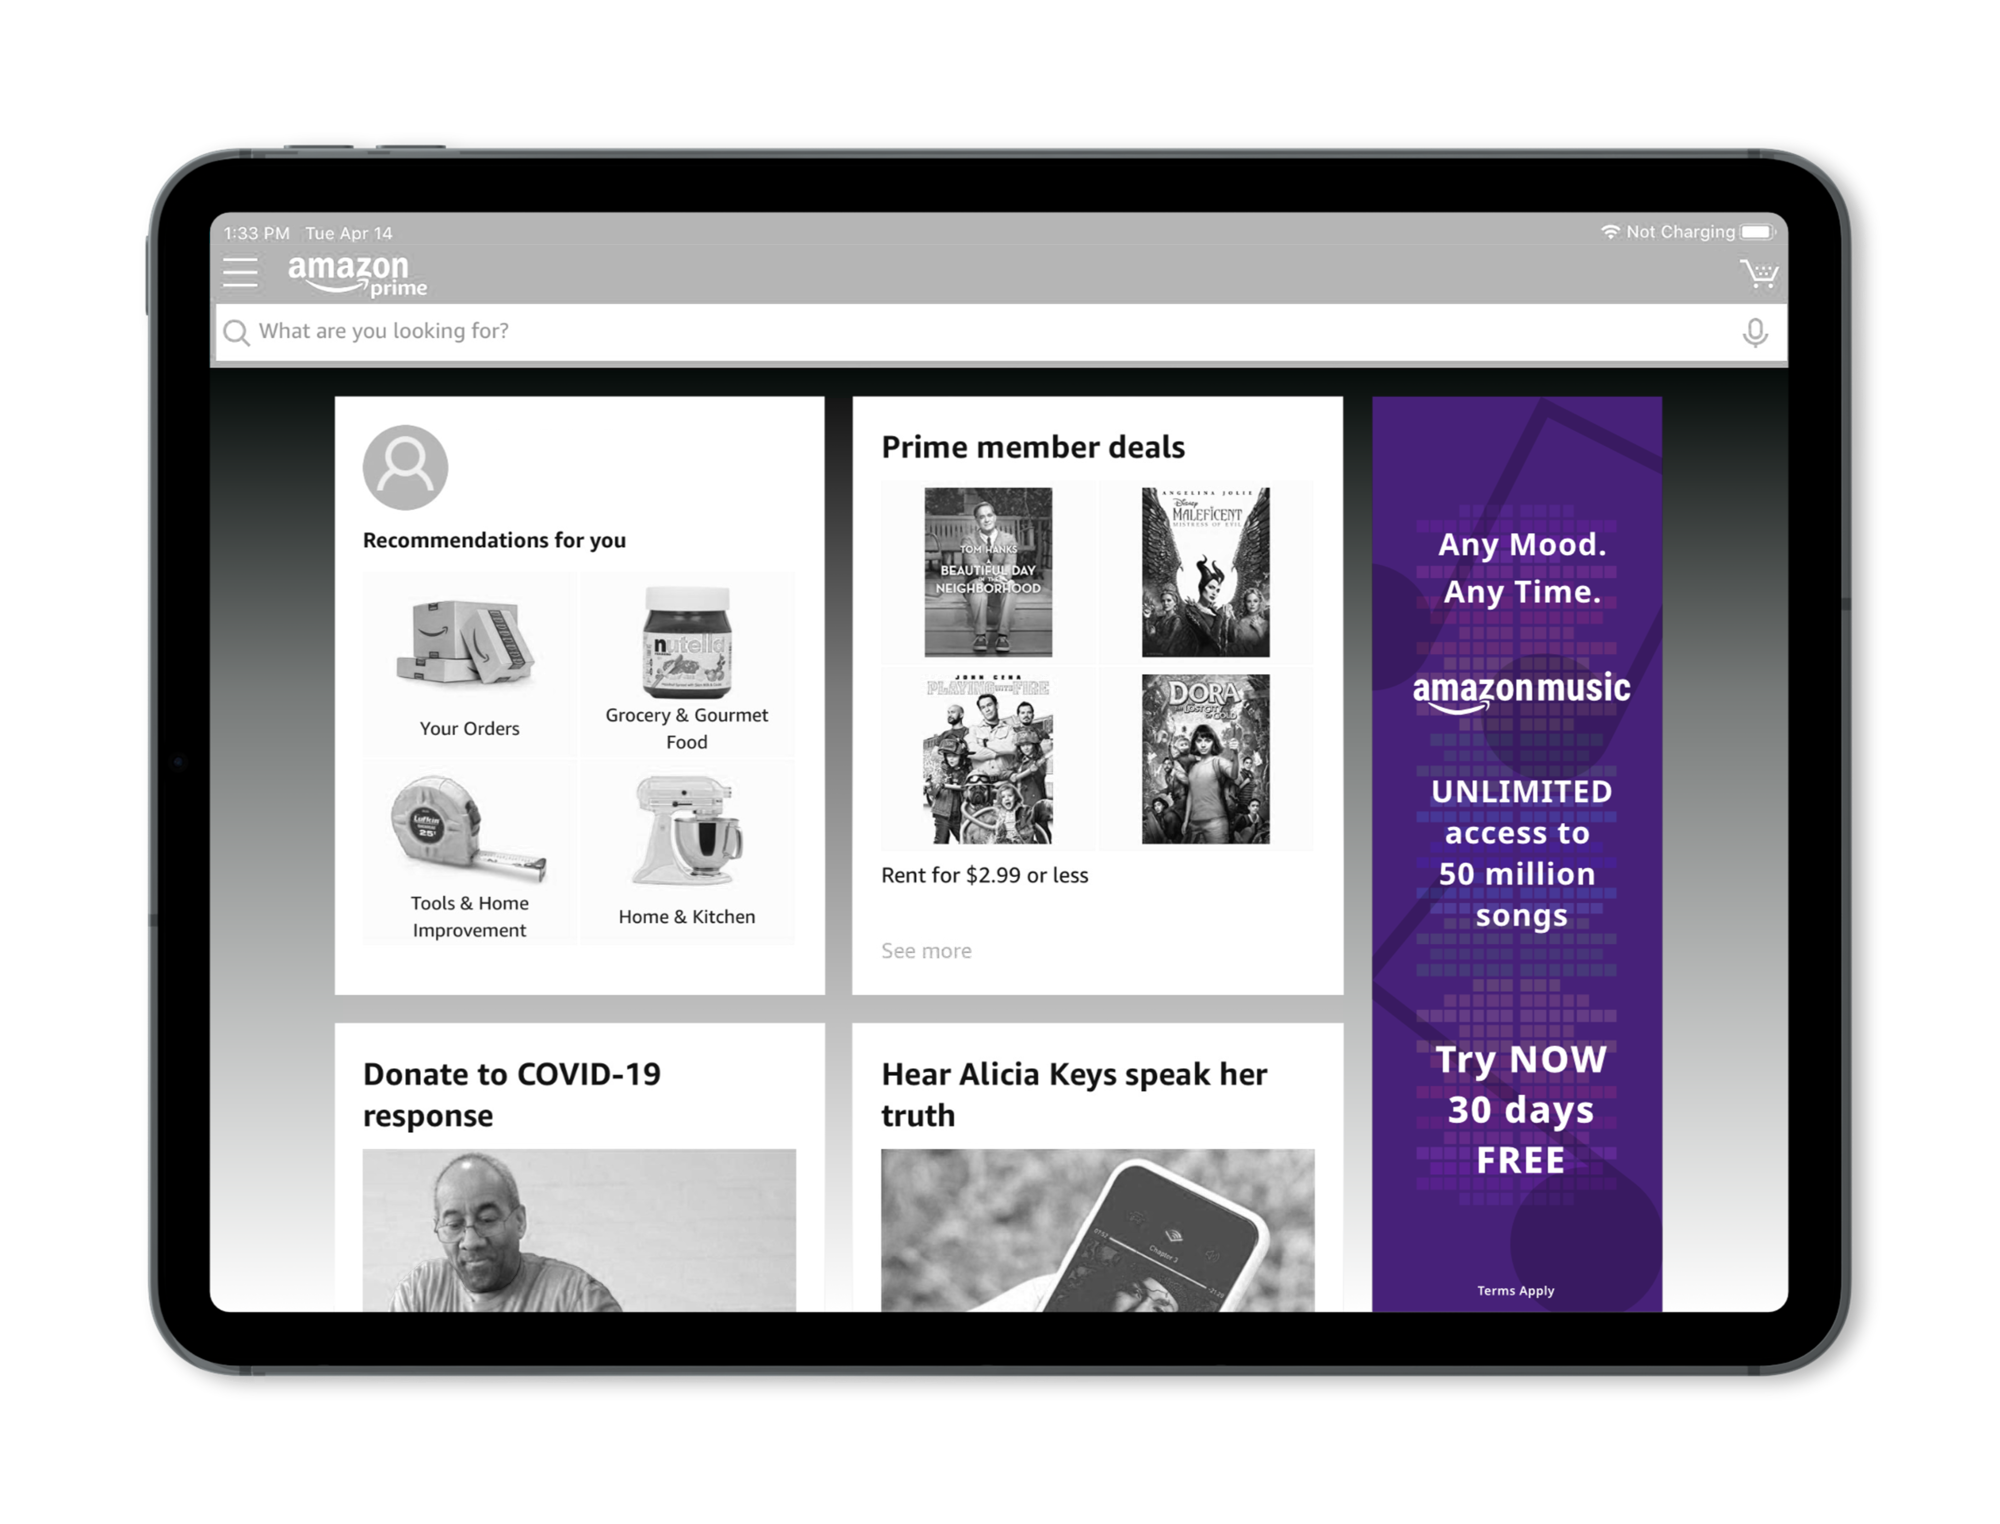 1:33 PM Tue Apr 14
Not Charging
amazon
prime
What are you looking for?
Recommendations for you
nutella
Your Orders
Grocery & Gourmet
Food
Lufkin
25'
Tools & Home
Improvement
Home & Kitchen
Prime member deals
TOM HANKS
A
BEAUTIFUL DAY
IN THE
NEIGHBORHOOD
ANGELINA JOLIE
Disney
MALEFICENT
MISTRESS OF EVIL
JOHN CENA
PLAYING WITH FIRE
DORA
AND THE
LOST CITY
OF GOLD
Rent for $2.99 or less
See more
Donate to COVID-19
response
Hear Alicia Keys speak her
truth
Chapter 3
Any Mood.
Any Time.
amazon music
UNLIMITED
access to
50 million
songs
Try NOW
30 days
FREE
Terms Apply